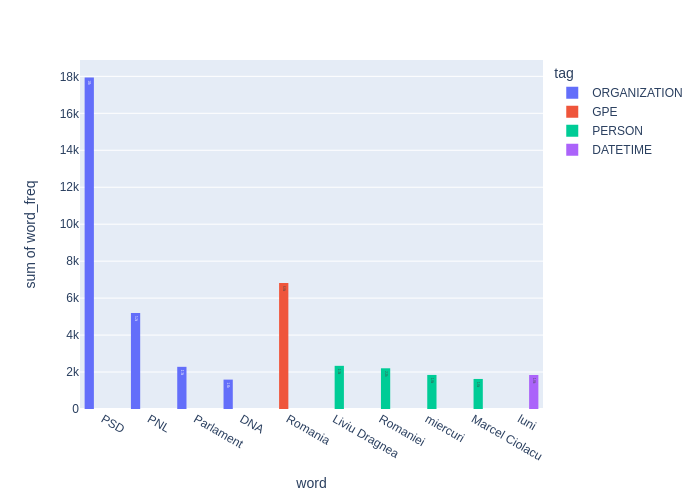 tag
ORGANIZATION
GPE
PERSON
DATETIME
sum of word_freq
18k
16k
14k
12k
10k
8k
6k
4k
2k
0
PSD
PNL
Parlament
DNA
Romania
Liviu Dragnea
Romaniei
miercuri
Marcel Ciolacu
luni
word